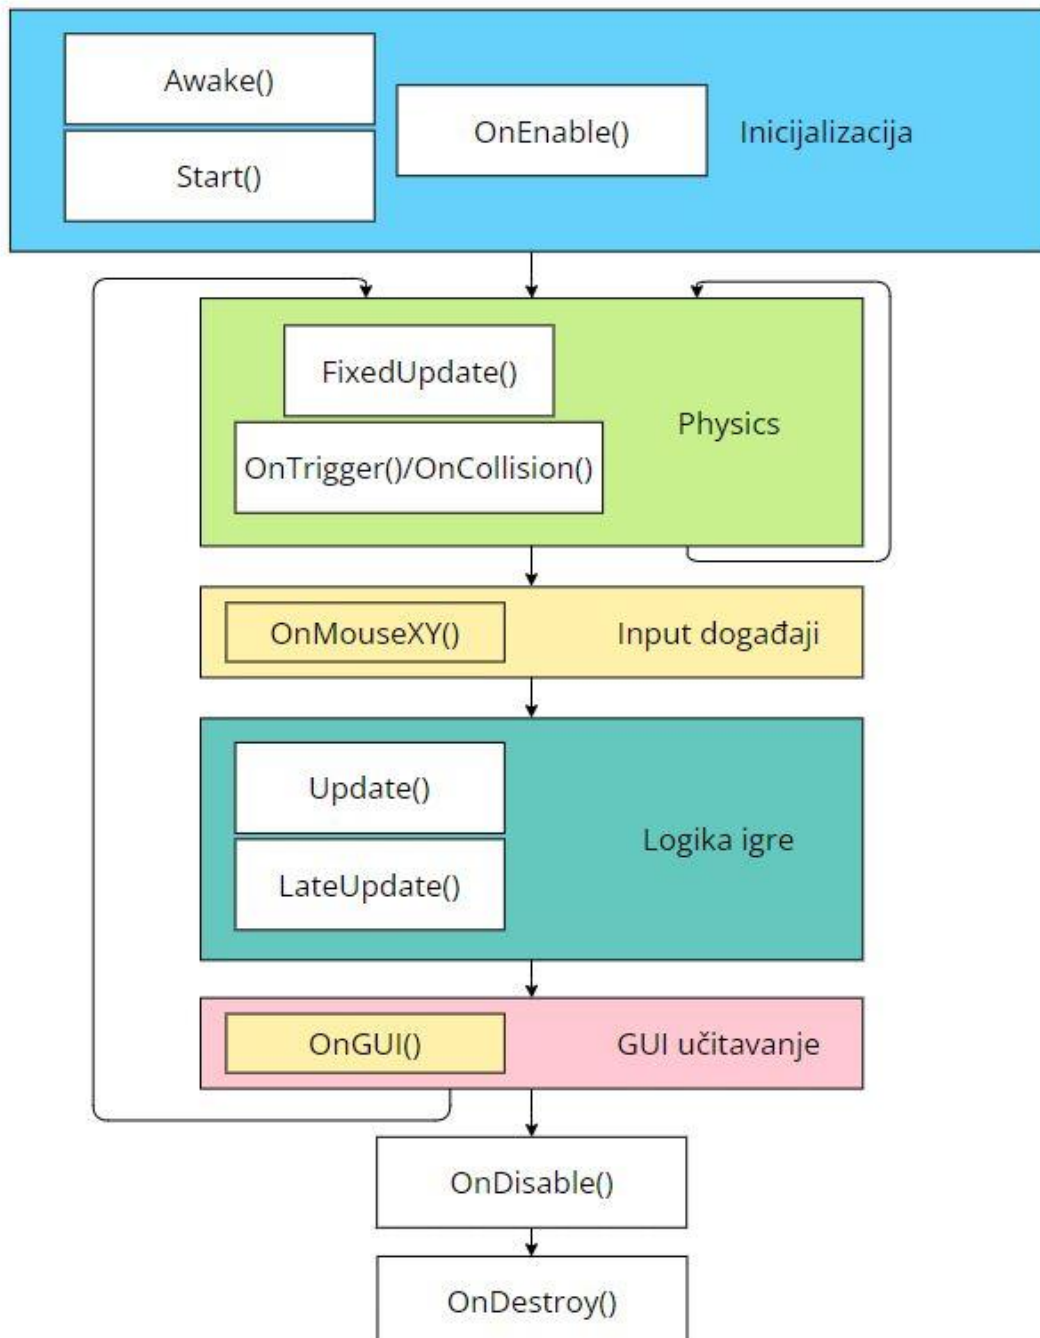 Awake()
OnEnable()
Inicijalizacija
Start()
FixedUpdate()
Physics
OnTrigger()/OnCollision()
OnMouseXY()
Input događaji
Update()
Logika igre
LateUpdate()
OnGUI()
GUI učitavanje
OnDisable()
OnDestroy()